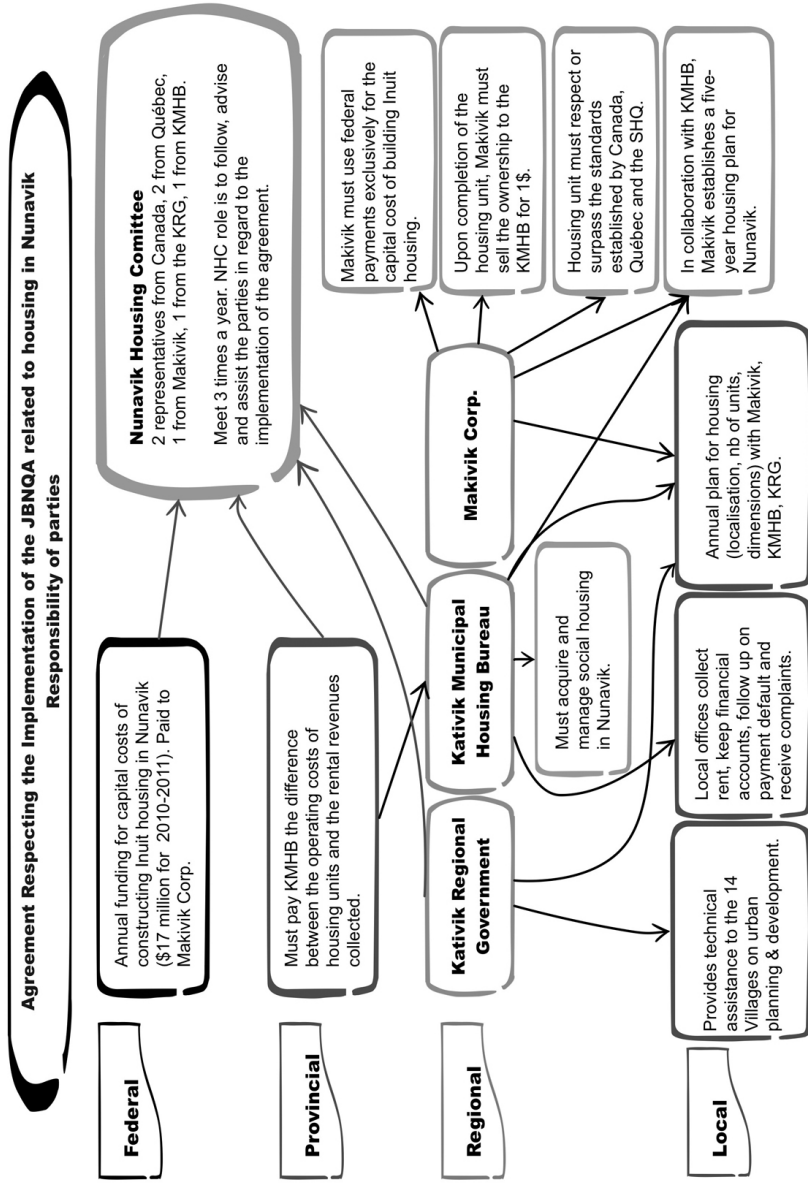 Agreement Respecting the Implementation of the JBNQA related to housing in Nunavik
Responsibility of parties
Federal
Annual funding for capital costs of
constructing Inuit housing in Nunavik
($17 million for 2010-2011). Paid to
Makivik Corp.
Nunavik Housing Comittee
2 representatives from Canada, 2 from Québec,
1 from Makivik, 1 from the KRG, 1 from KMHB.
Meet 3 times a year. NHC role is to follow, advise
and assist the parties in regard to the
implementation of the agreement.
Provincial
Must pay KMHB the difference
between the operating costs of
housing units and the rental revenues
collected.
Regional
Kativik Regional
Government
Kativik Municipal
Housing Bureau
Makivik Corp.
Makivik must use federal
payments exclusively for the
capital cost of building Inuit
housing.
Upon completion of the
housing unit, Makivik must
sell the ownership to the
KMHB for 1$.
Housing unit must respect or
surpass the standards
established by Canada,
Québec and the SHQ.
In collaboration with KMHB,
Makivik establishes a five-
year housing plan for
Nunavik.
Must acquire and
manage social housing
in Nunavik.
Local
Provides technical
assistance to the 14
Villages on urban
planning & development.
Local offices collect
rent, keep financial
accounts, follow up on
payment default and
receive complaints.
Annual plan for housing
(localisation, nb of units,
dimensions) with Makivik,
KMHB, KRG.